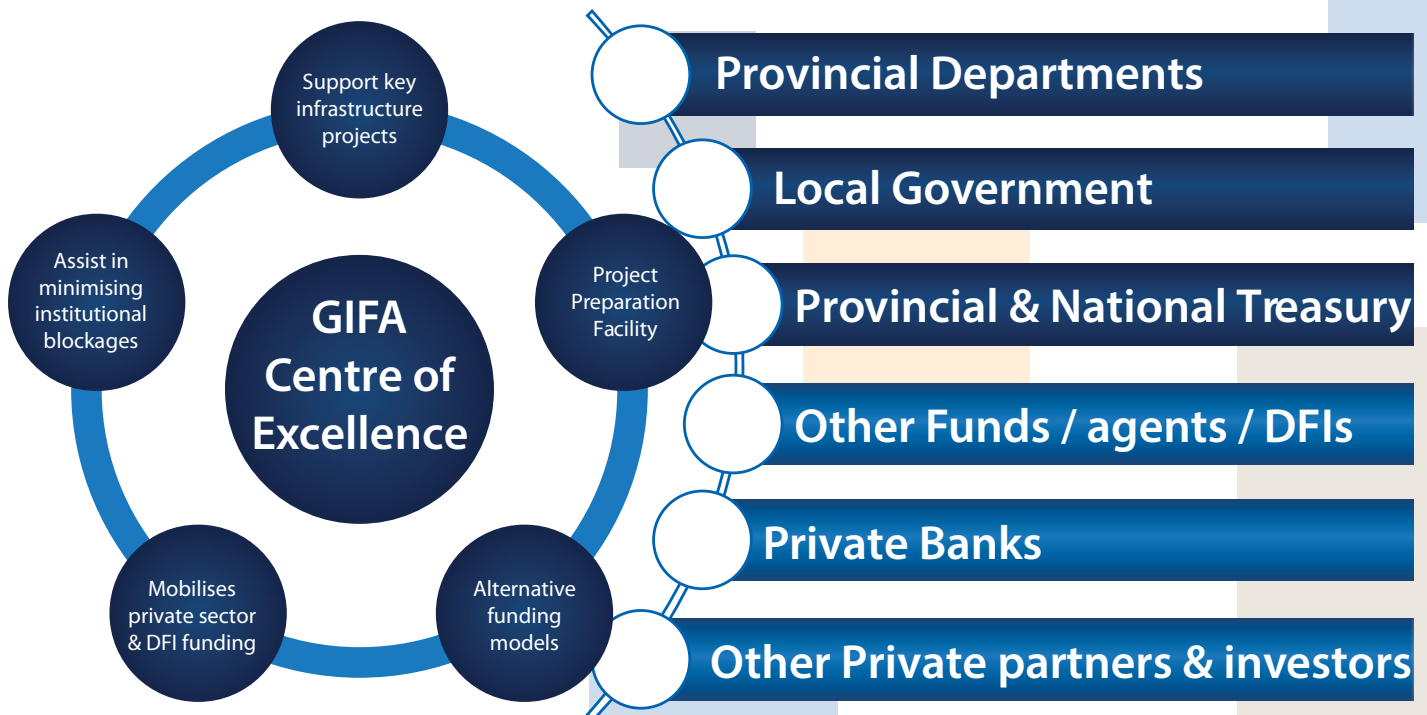 Support key
infrastructure
projects
Project
Preparation
Facility
Alternative
funding
models
Mobilises
private sector
& DFI funding
Assist in
minimising
institutional
blockages
GIFA
Centre of
Excellence
Provincial Departments
Local Government
Provincial & National Treasury
Other Funds / agents / DFIs
Private Banks
Other Private partners & investors